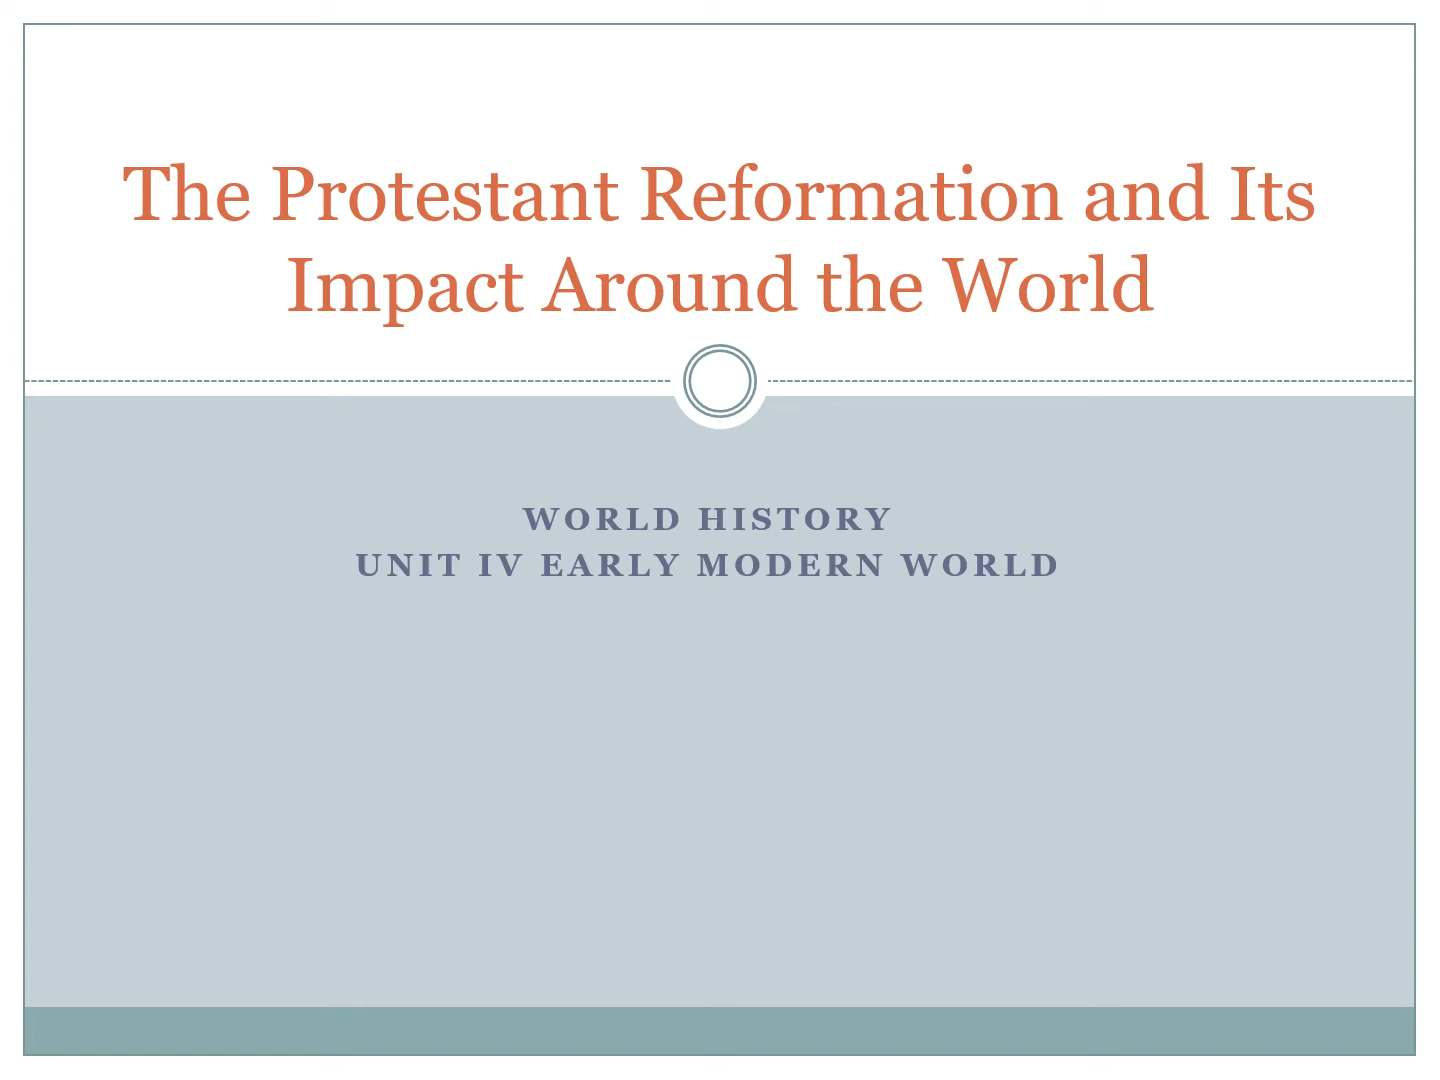 The Protestant Reformation and Its
Impact Around the World
WORLD HISTORY
UNIT IV EARLY MODERN WORLD